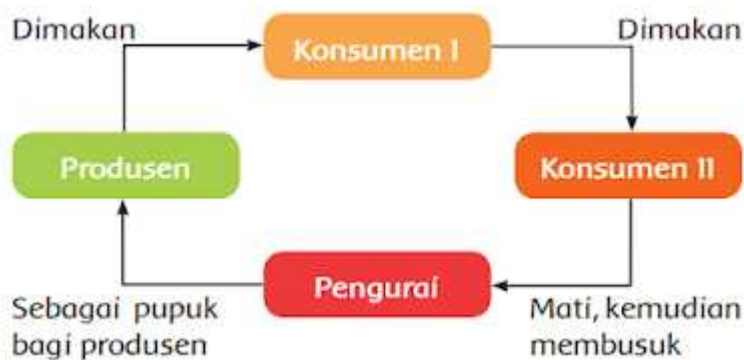 Dimakan
Konsumen I
Dimakan
Produsen
Konsumen II
Pengurai
Sebagai pupuk
bagi produsen
Mati, kemudian
membusuk